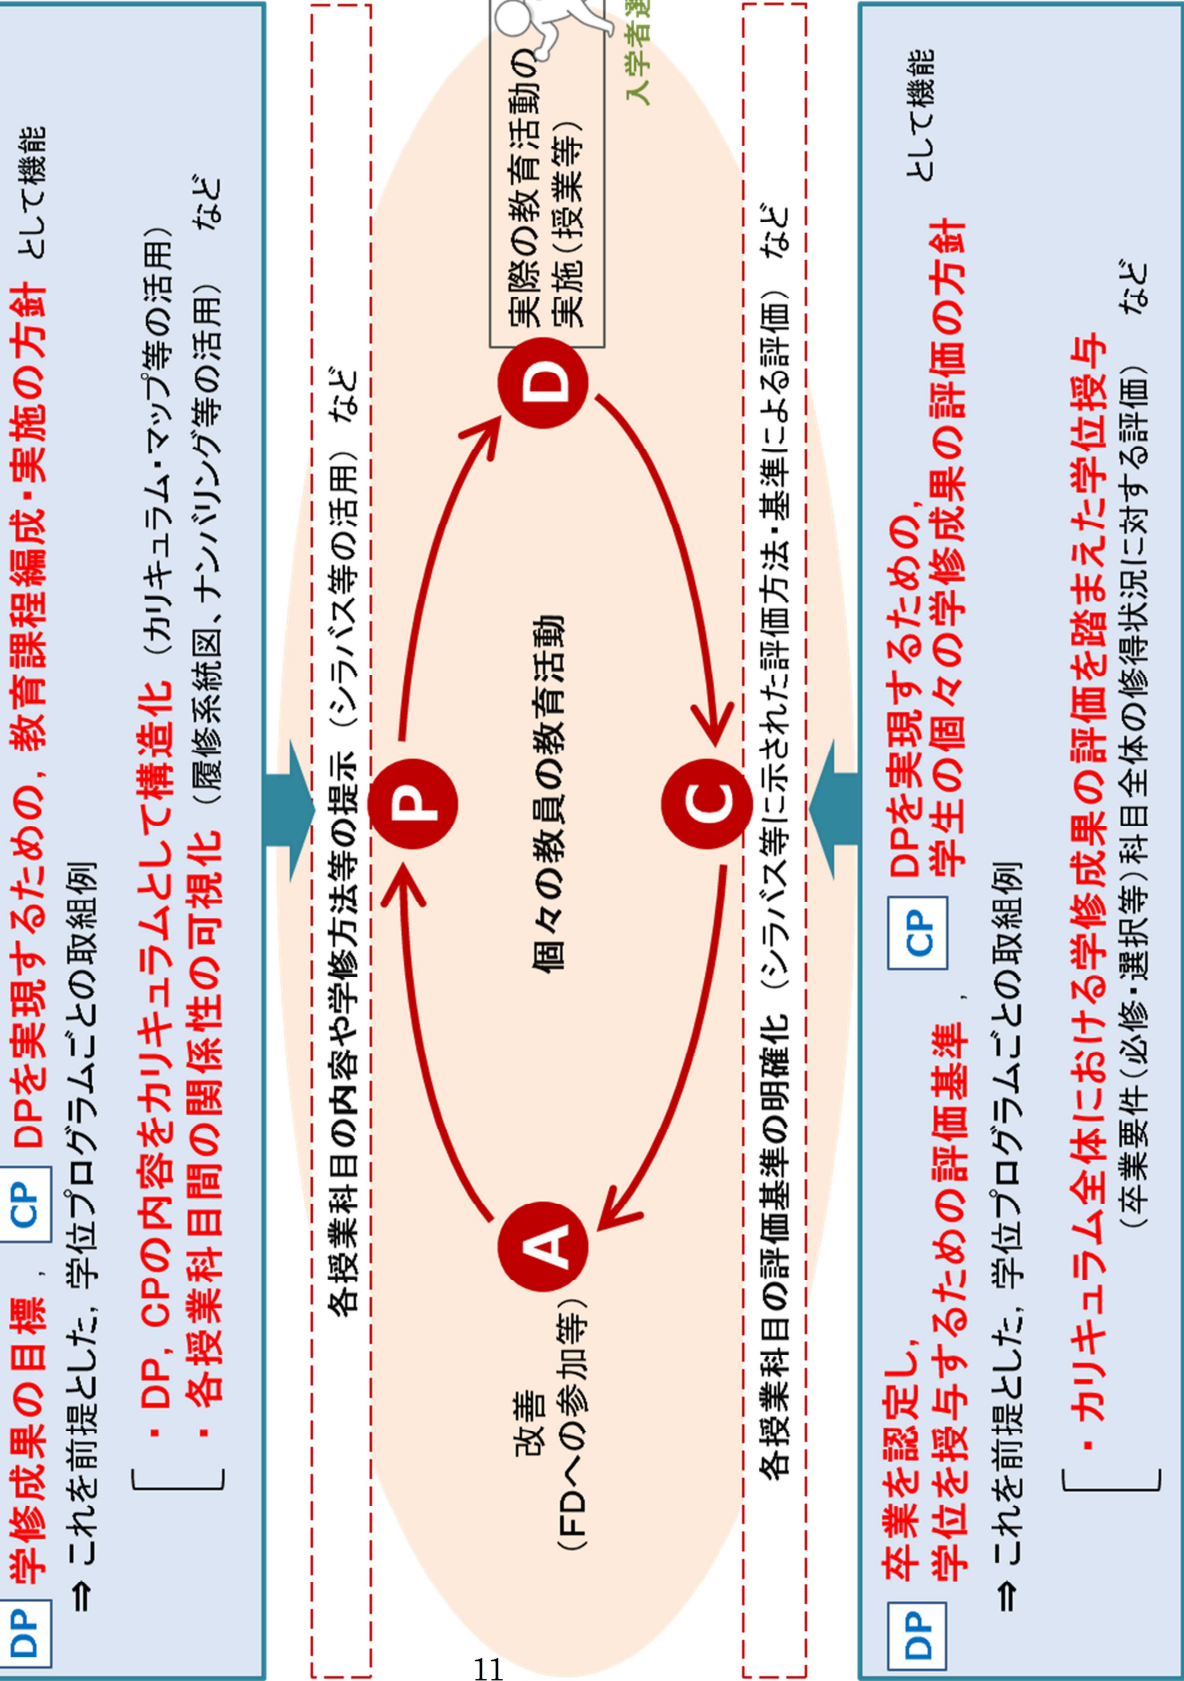 DP 学修成果の目標 , CP DPを実現するための, 教育課程編成・実施の方針 として機能
⇒ これを前提とした, 学位プログラムごとの取組例
・ DP, CPの内容をカリキュラムとして構造化 (カリキュラム・マップ等の活用)
・ 各授業科目間の関係性の可視化 (履修系統図、ナンバリング等の活用) など
各授業科目の内容や学修方法等の提示 (シラバス等の活用) など
P
改善
(FDへの参加等)
A
個々の教員の教育活動
D
実際の教育活動の
実施(授業等)
入学者選
C
各授業科目の評価基準の明確化 (シラバス等に示された評価方法・基準による評価) など
DP 卒業を認定し,
学位を授与するための評価基準 ,
CP DPを実現するための,
学生の個々の学修成果の評価の方針 として機能
⇒ これを前提とした, 学位プログラムごとの取組例
・ カリキュラム全体における学修成果の評価を踏まえた学位授与
(卒業要件(必修・選択等)科目全体の修得状況に対する評価) など
11